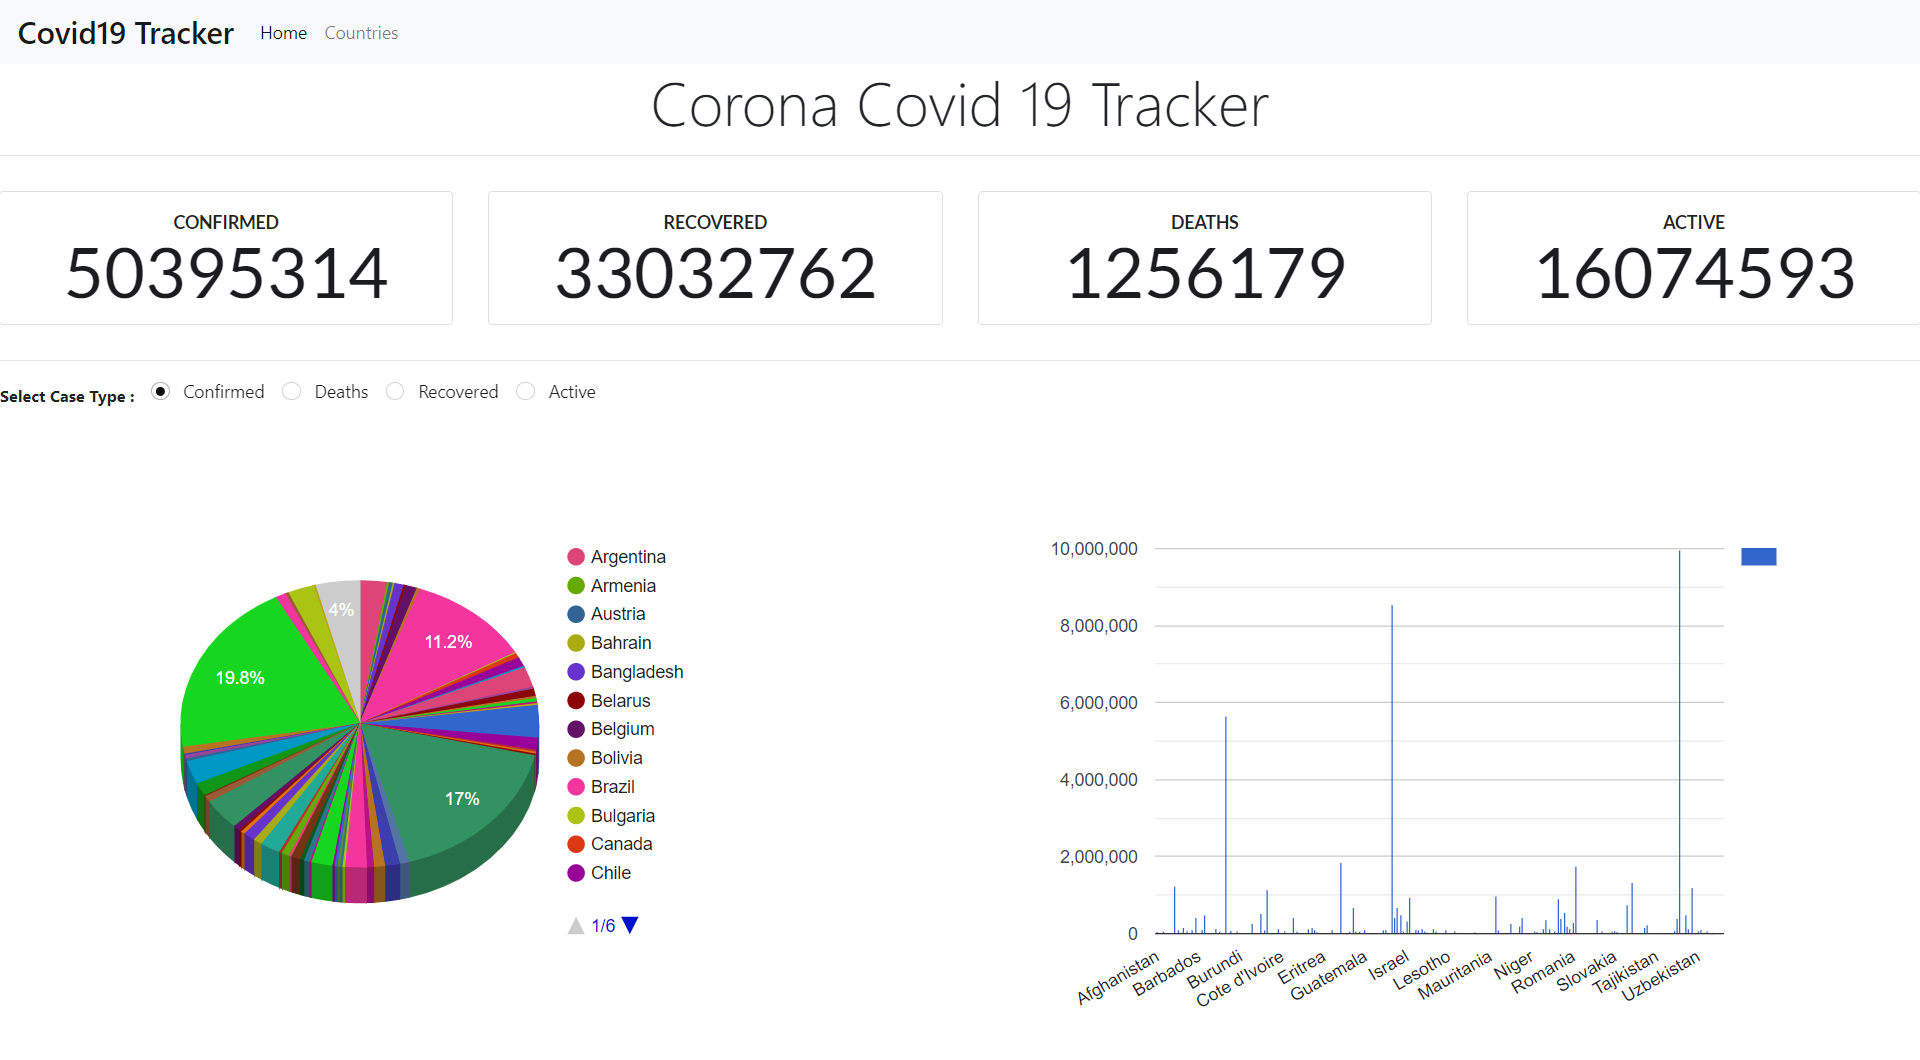 Covid19 Tracker Home Countries
Corona Covid 19 Tracker
CONFIRMED
50395314
RECOVERED
33032762
DEATHS
1256179
ACTIVE
16074593
Select Case Type : Confirmed Deaths Recovered Active
4%
11.2%
19.8%
17%
Argentina
Armenia
Austria
Bahrain
Bangladesh
Belarus
Belgium
Bolivia
Brazil
Bulgaria
Canada
Chile
1/6
10,000,000
8,000,000
6,000,000
4,000,000
2,000,000
0
Afghanistan
Barbados
Burundi
Cote d'Ivoire
Eritrea
Guatemala
Israel
Lesotho
Mauritania
Niger
Romania
Slovakia
Tajikistan
Uzbekistan